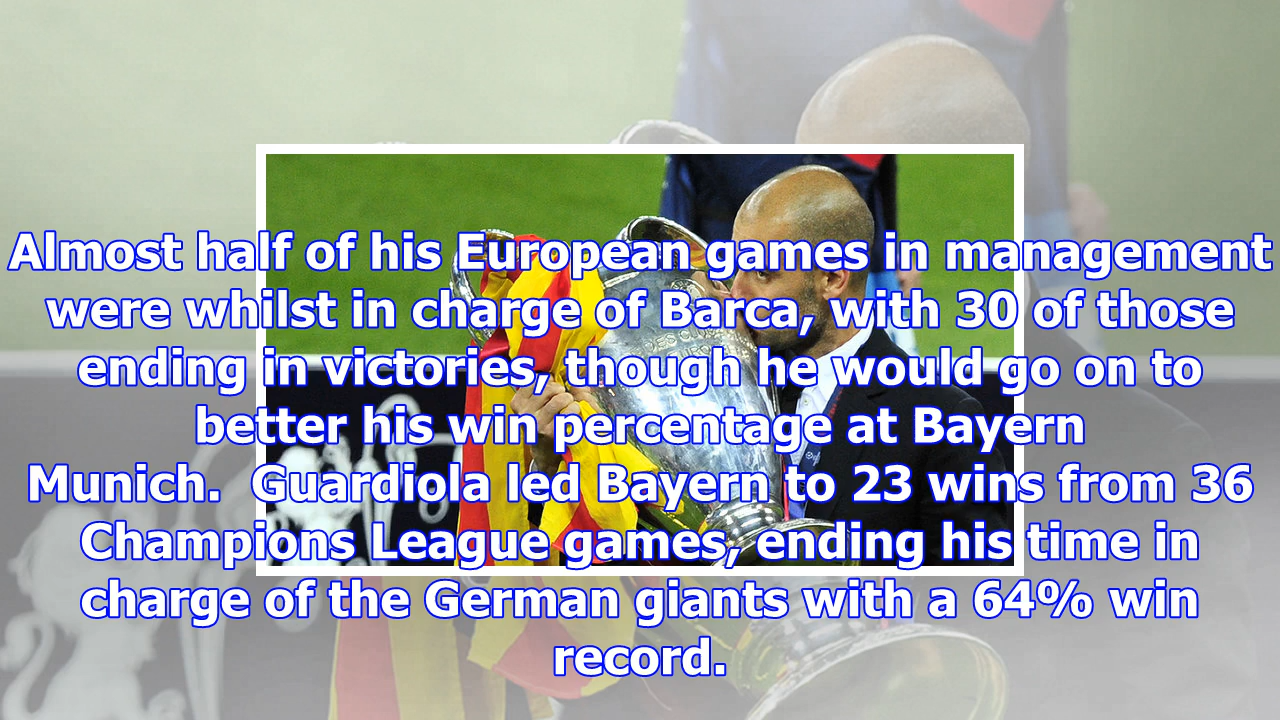 Almost half of his European games in management
were whilst in charge of Barca, with 30 of those
ending in victories, though he would go on to
better his win percentage at Bayern
Munich.  Guardiola led Bayern to 23 wins from 36
Champions League games, ending his time in
charge of the German giants with a 64% win
record.